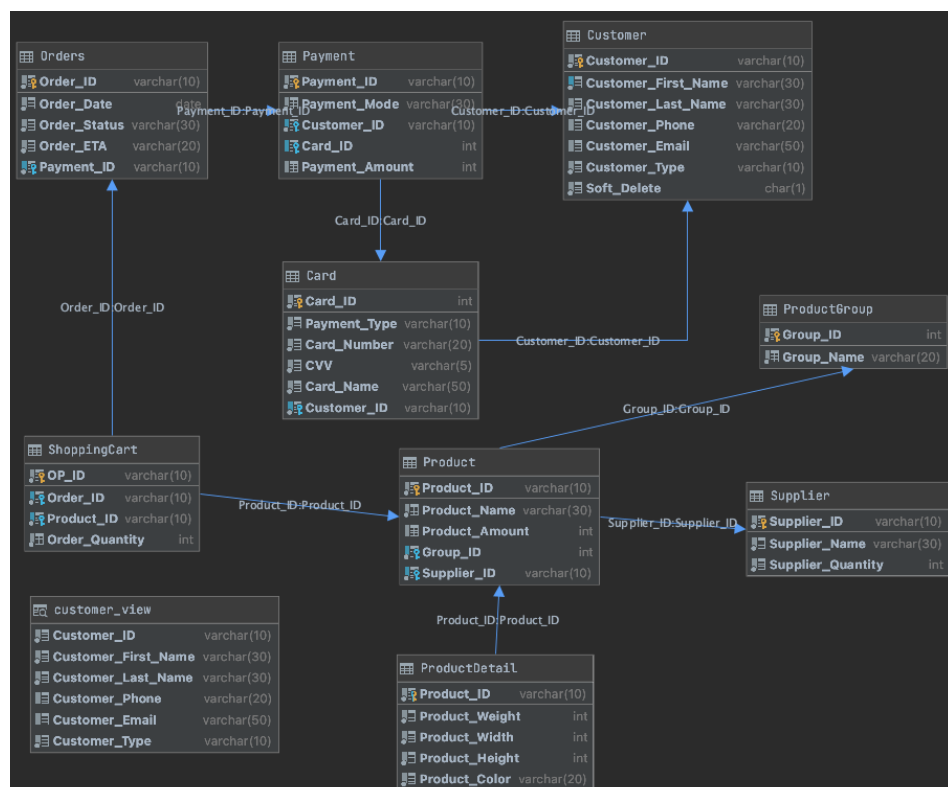 Orders
Order_ID varchar(10)
Order_Date date
Order_Status varchar(30)
Order_ETA varchar(20)
Payment_ID varchar(10)
Payment_ID:Payment_ID
Payment
Payment_ID varchar(10)
Payment_Mode varchar(30)
Customer_ID varchar(10)
Card_ID int
Payment_Amount int
Customer_ID:Customer_ID
Customer
Customer_ID varchar(10)
Customer_First_Name varchar(30)
Customer_Last_Name varchar(30)
Customer_Phone varchar(20)
Customer_Email varchar(50)
Customer_Type varchar(10)
Soft_Delete char(1)
Card_ID:Card_ID
Card
Card_ID int
Payment_Type varchar(10)
Card_Number varchar(20)
CVV varchar(5)
Card_Name varchar(50)
Customer_ID varchar(10)
Customer_ID:Customer_ID
Order_ID:Order_ID
ProductGroup
Group_ID int
Group_Name varchar(20)
Group_ID:Group_ID
ShoppingCart
OP_ID varchar(10)
Order_ID varchar(10)
Product_ID varchar(10)
Order_Quantity int
Product_ID:Product_ID
Product
Product_ID varchar(10)
Product_Name varchar(30)
Product_Amount int
Group_ID int
Supplier_ID varchar(10)
Supplier_ID:Supplier_ID
Supplier
Supplier_ID varchar(10)
Supplier_Name varchar(30)
Supplier_Quantity int
customer_view
Customer_ID varchar(10)
Customer_First_Name varchar(30)
Customer_Last_Name varchar(30)
Customer_Phone varchar(20)
Customer_Email varchar(50)
Customer_Type varchar(10)
Product_ID:Product_ID
ProductDetail
Product_ID varchar(10)
Product_Weight int
Product_Width int
Product_Height int
Product_Color varchar(20)